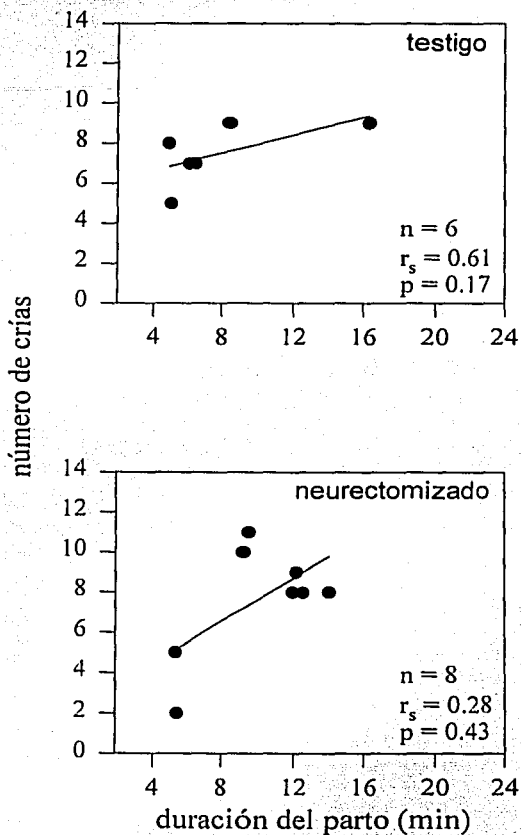 número de crías
14
testigo
12
10
8
6
n = 6
4
r_s = 0.61
2
p = 0.17
0
4 8 12 16 20 24
14
neurectomizado
12
10
8
6
4
n = 8
2
r_s = 0.28
0
p = 0.43
4 8 12 16 20 24
duración del parto (min)